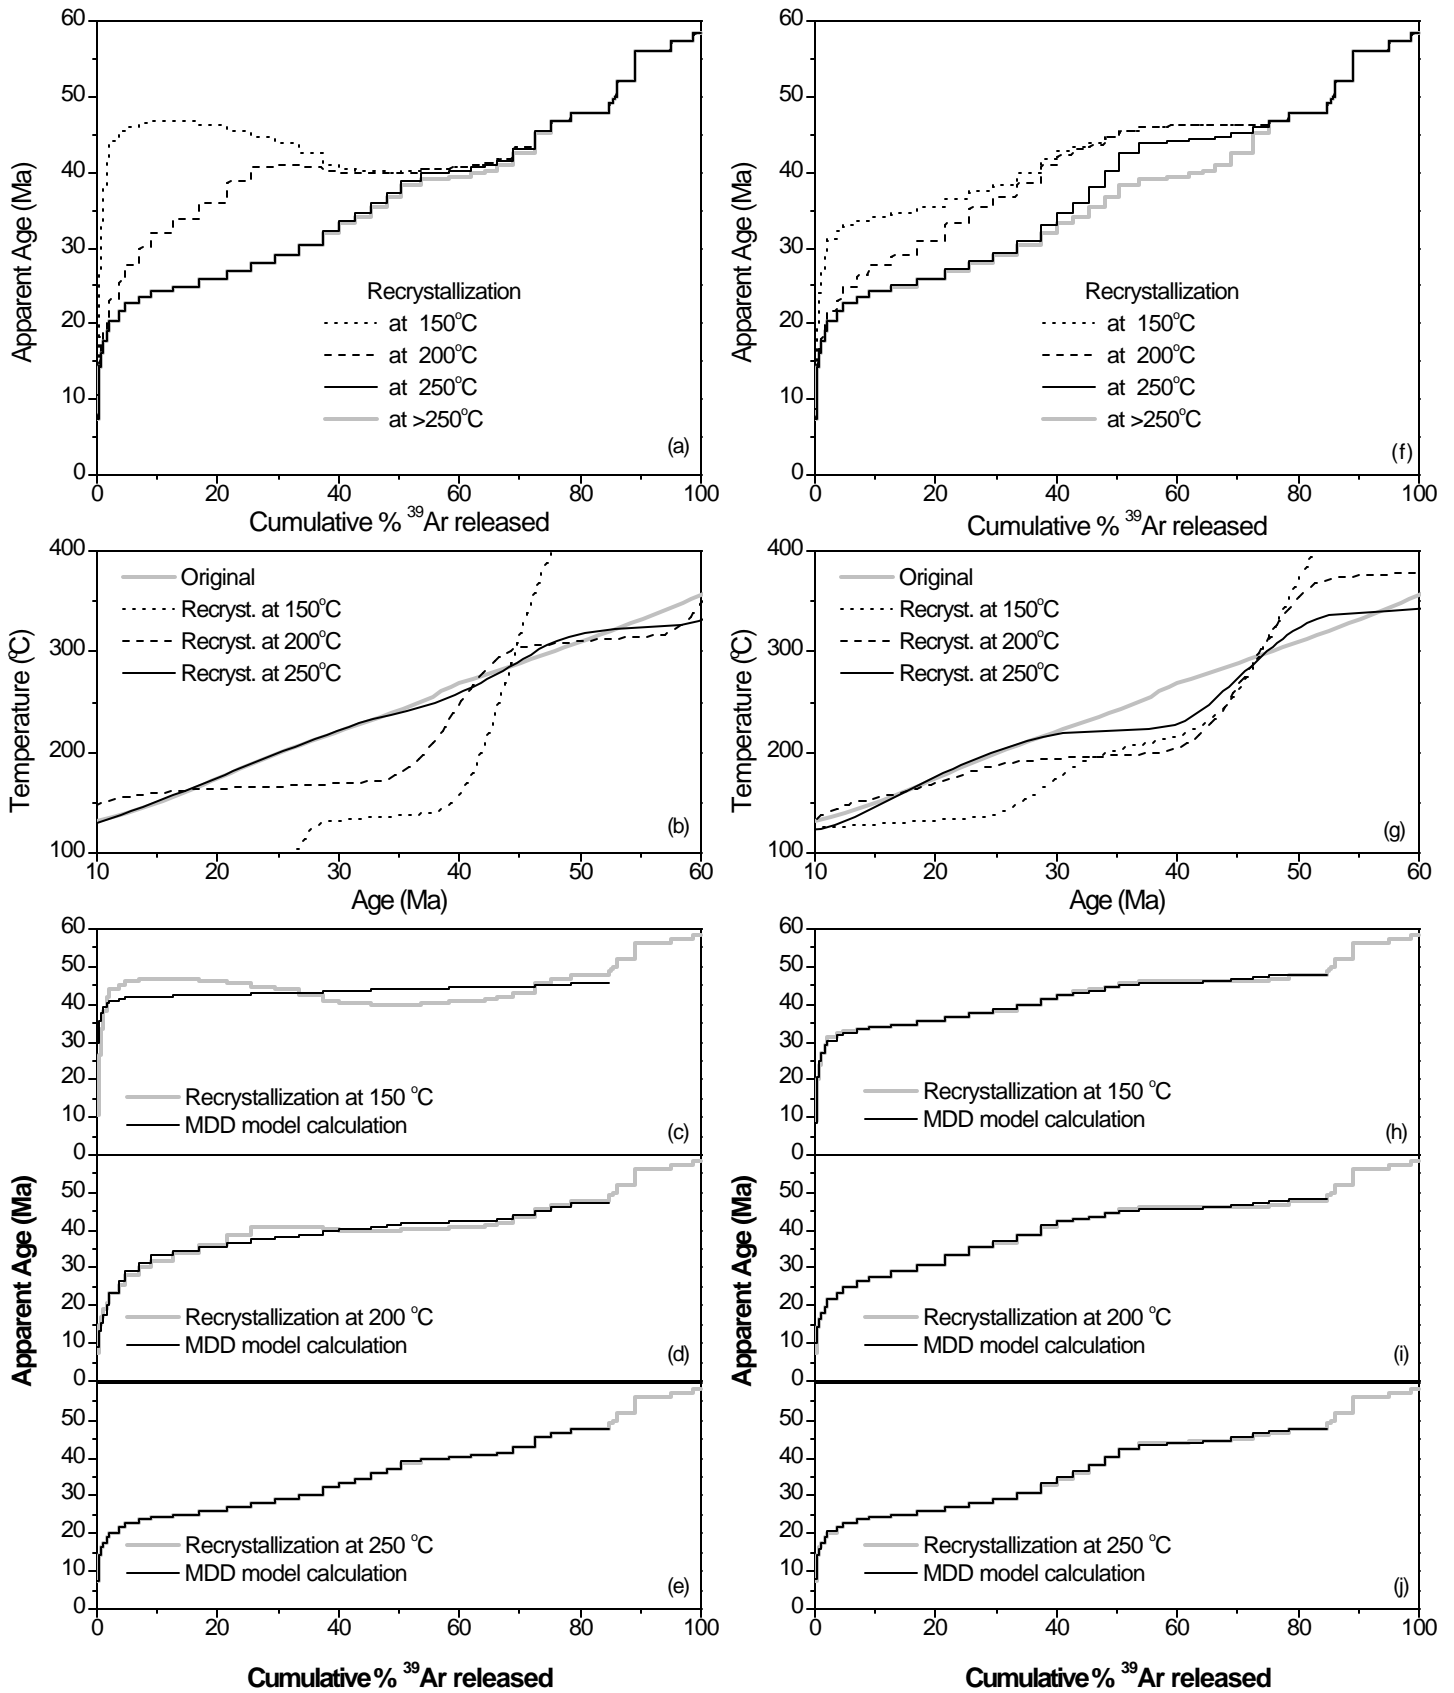 60
50
40
30
20
10
0
Apparent Age (Ma)
Recrystallization
at 150°C
at 200°C
at 250°C
at >250°C
(a)
0 20 40 60 80 100
Cumulative % ³⁹Ar released
60
50
40
30
20
10
0
Apparent Age (Ma)
Recrystallization
at 150°C
at 200°C
at 250°C
at >250°C
(f)
0 20 40 60 80 100
Cumulative % ³⁹Ar released
400
300
200
100
Temperature (°C)
Original
Recryst. at 150°C
Recryst. at 200°C
Recryst. at 250°C
(b)
10 20 30 40 50 60
Age (Ma)
400
300
200
100
Temperature (°C)
Original
Recryst. at 150°C
Recryst. at 200°C
Recryst. at 250°C
(g)
10 20 30 40 50 60
Age (Ma)
60
50
40
30
20
10
0
Recrystallization at 150 °C
MDD model calculation
(c)
50
40
30
20
10
0
Apparent Age (Ma)
Recrystallization at 200 °C
MDD model calculation
(d)
50
40
30
20
10
0
Recrystallization at 250 °C
MDD model calculation
(e)
0 20 40 60 80 100
Cumulative % ³⁹Ar released
60
50
40
30
20
10
0
Recrystallization at 150 °C
MDD model calculation
(h)
50
40
30
20
10
0
Apparent Age (Ma)
Recrystallization at 200 °C
MDD model calculation
(i)
50
40
30
20
10
0
Recrystallization at 250 °C
MDD model calculation
(j)
0 20 40 60 80 100
Cumulative % ³⁹Ar released